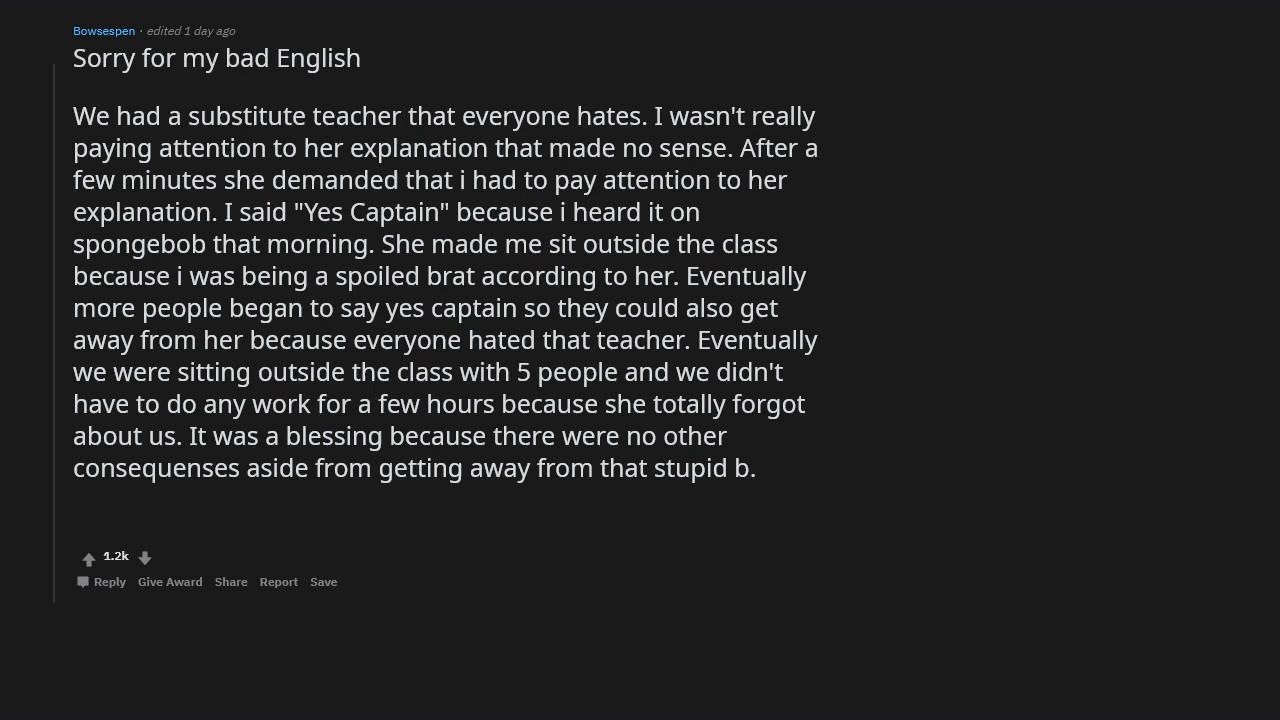 Bowsespen · edited 1 day ago
Sorry for my bad English
We had a substitute teacher that everyone hates. I wasn't really
paying attention to her explanation that made no sense. After a
few minutes she demanded that i had to pay attention to her
explanation. I said "Yes Captain" because i heard it on
spongebob that morning. She made me sit outside the class
because i was being a spoiled brat according to her. Eventually
more people began to say yes captain so they could also get
away from her because everyone hated that teacher. Eventually
we were sitting outside the class with 5 people and we didn't
have to do any work for a few hours because she totally forgot
about us. It was a blessing because there were no other
consequenses aside from getting away from that stupid b.
1.2k
Reply Give Award Share Report Save